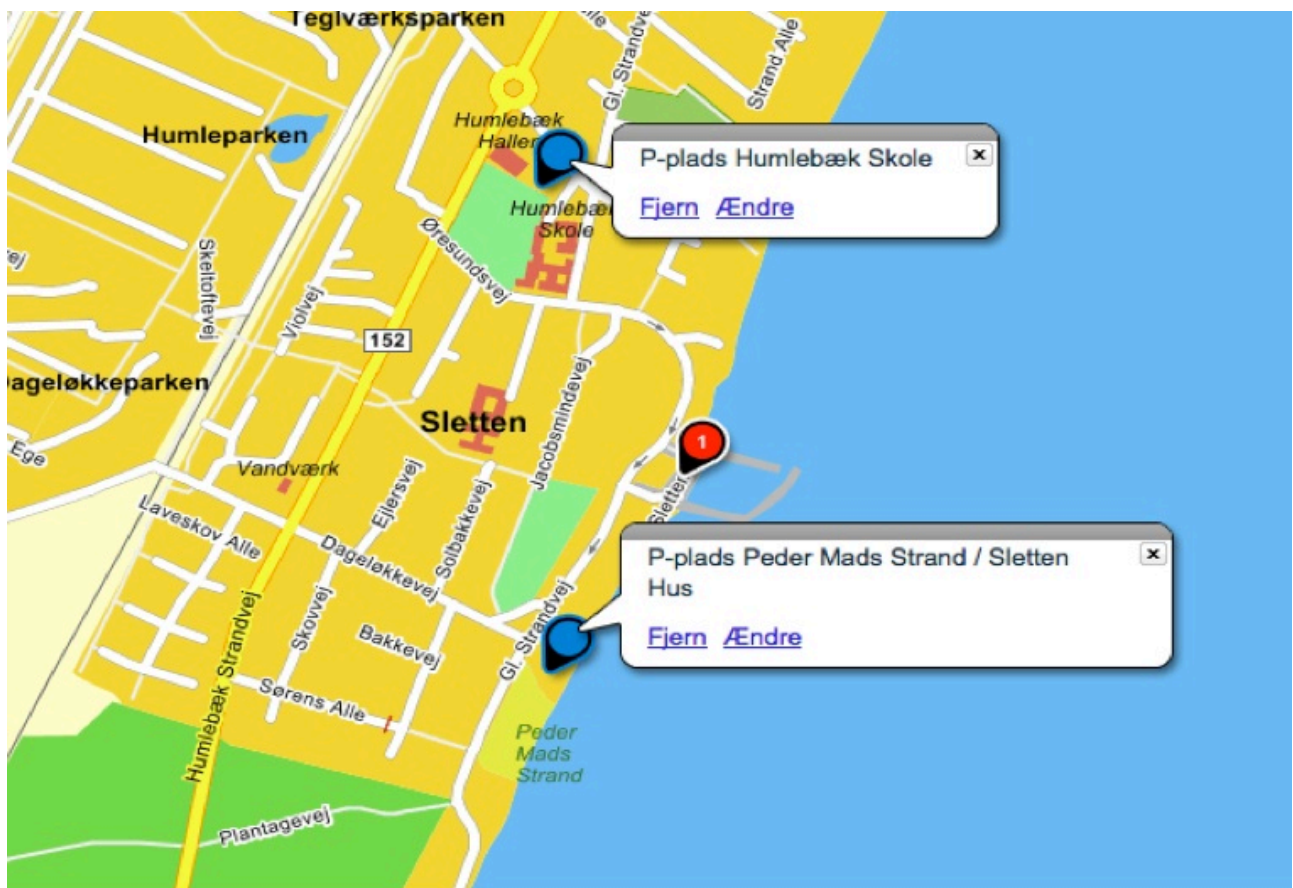 Teglværksparken
Gl. Strandvej
Strand Alle
Humlebæk
Haller
Humleparken
P-plads Humlebæk Skole
Fjern Ændre
Humlebæk
Skole
Øresundsvej
Skeltoftevej
Violvej
152
Dageløkkeparken
Sletten
Jacobsmindevej
1
Ege
Vandværk
Ejlersvej
Solbakkevej
Sletten
Laveskov Alle
Dageløkkevej
P-plads Peder Mads Strand / Sletten
Hus
Fjern Ændre
Skovvej
Bakkevej
Gl. Strandvej
Humlebæk Strandvej
Sørens Alle
Peder
Mads
Strand
Plantagevej